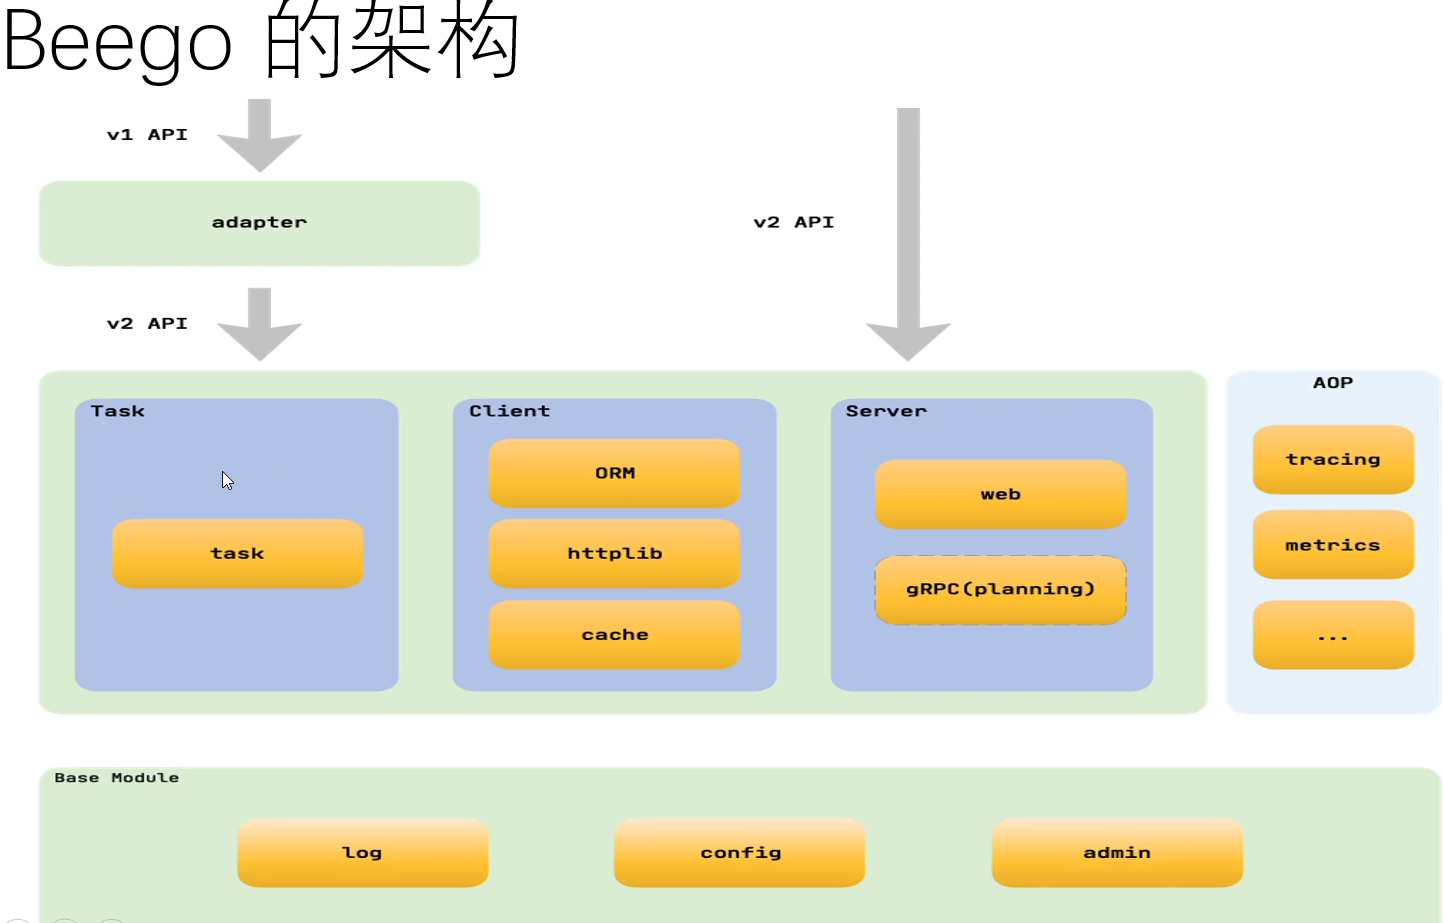 Beego 的架构
v1 API
adapter
v2 API
v2 API
Task
task
Client
ORM
httplib
cache
Server
web
gRPC(planning)
AOP
tracing
metrics
...
Base Module
log
config
admin